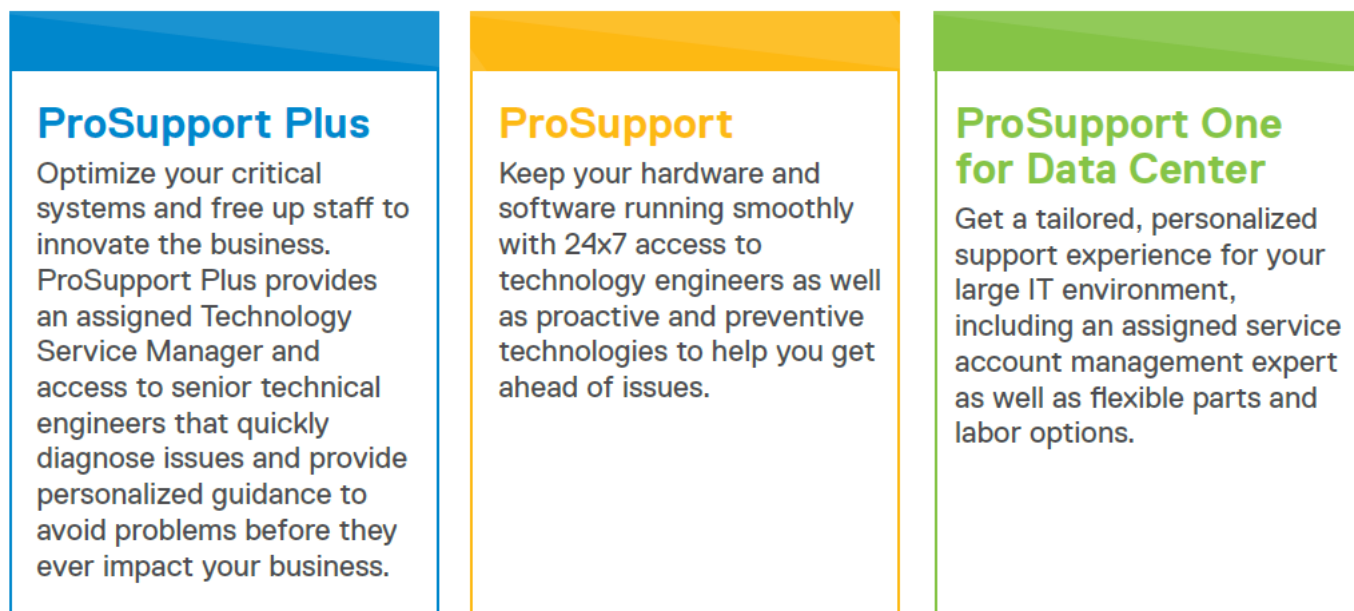 ProSupport Plus
Optimize your critical
systems and free up staff to
innovate the business.
ProSupport Plus provides
an assigned Technology
Service Manager and
access to senior technical
engineers that quickly
diagnose issues and provide
personalized guidance to
avoid problems before they
ever impact your business.
ProSupport
Keep your hardware and
software running smoothly
with 24x7 access to
technology engineers as well
as proactive and preventive
technologies to help you get
ahead of issues.
ProSupport One
for Data Center
Get a tailored, personalized
support experience for your
large IT environment,
including an assigned service
account management expert
as well as flexible parts and
labor options.